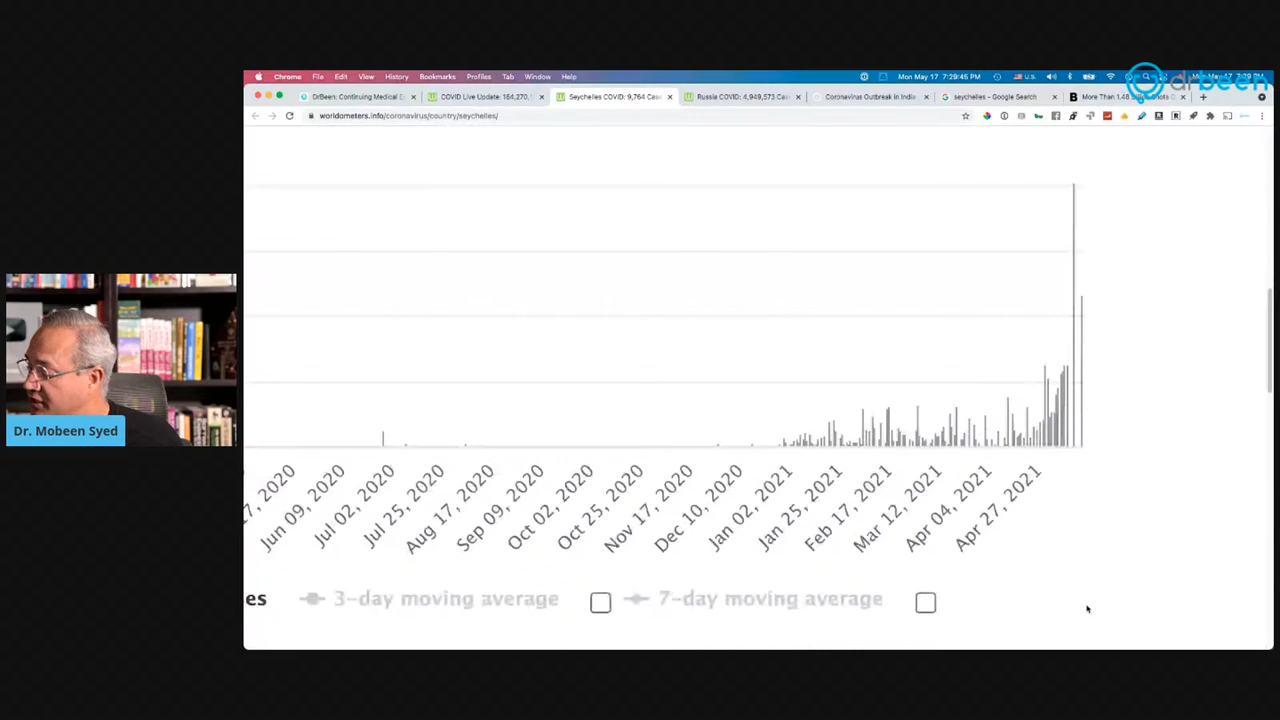 Chrome File Edit View History Bookmarks Profiles Tab Window Help
U.S.
Mon May 17 7:29:45 PM
drbeen
DrBeen: Continuing Medical E
COVID Live Update: 164,270,
Seychelles COVID: 9,764 Case
Russia COVID: 4,949,573 Cas
Coronavirus Outbreak in India
seychelles - Google Search
worldometers.info/coronavirus/country/seychelles/
Dr. Mobeen Syed
7, 2020
Jun 09, 2020
Jul 02, 2020
Jul 25, 2020
Aug 17, 2020
Sep 09, 2020
Oct 02, 2020
Oct 25, 2020
Nov 17, 2020
Dec 10, 2020
Jan 02, 2021
Jan 25, 2021
Feb 17, 2021
Mar 12, 2021
Apr 04, 2021
Apr 27, 2021
es
3-day moving average
7-day moving average